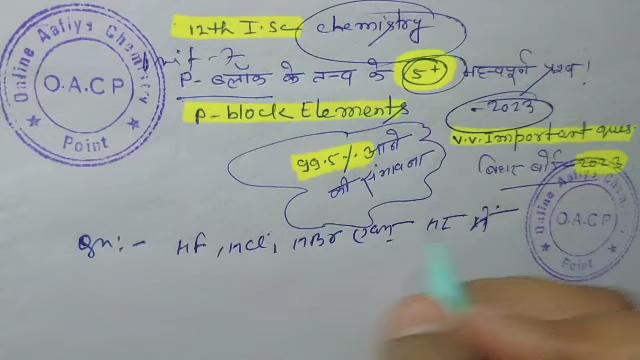 12th I.Sc chemistry
Unit-7
P-ब्लॉक के तत्व के 5+ महत्वपूर्ण प्रश्न!
P-block Elements
-2023
V.V.Important ques.
99.5% आने
की संभावना
बिहार बोर्ड 2023
Qn:- HF, HCl, HBr एवम् HI में
Online Aaliya Chemistry
O.A.C.P
Point
Online Aaliya Chemistry
O.A.C.P
Point